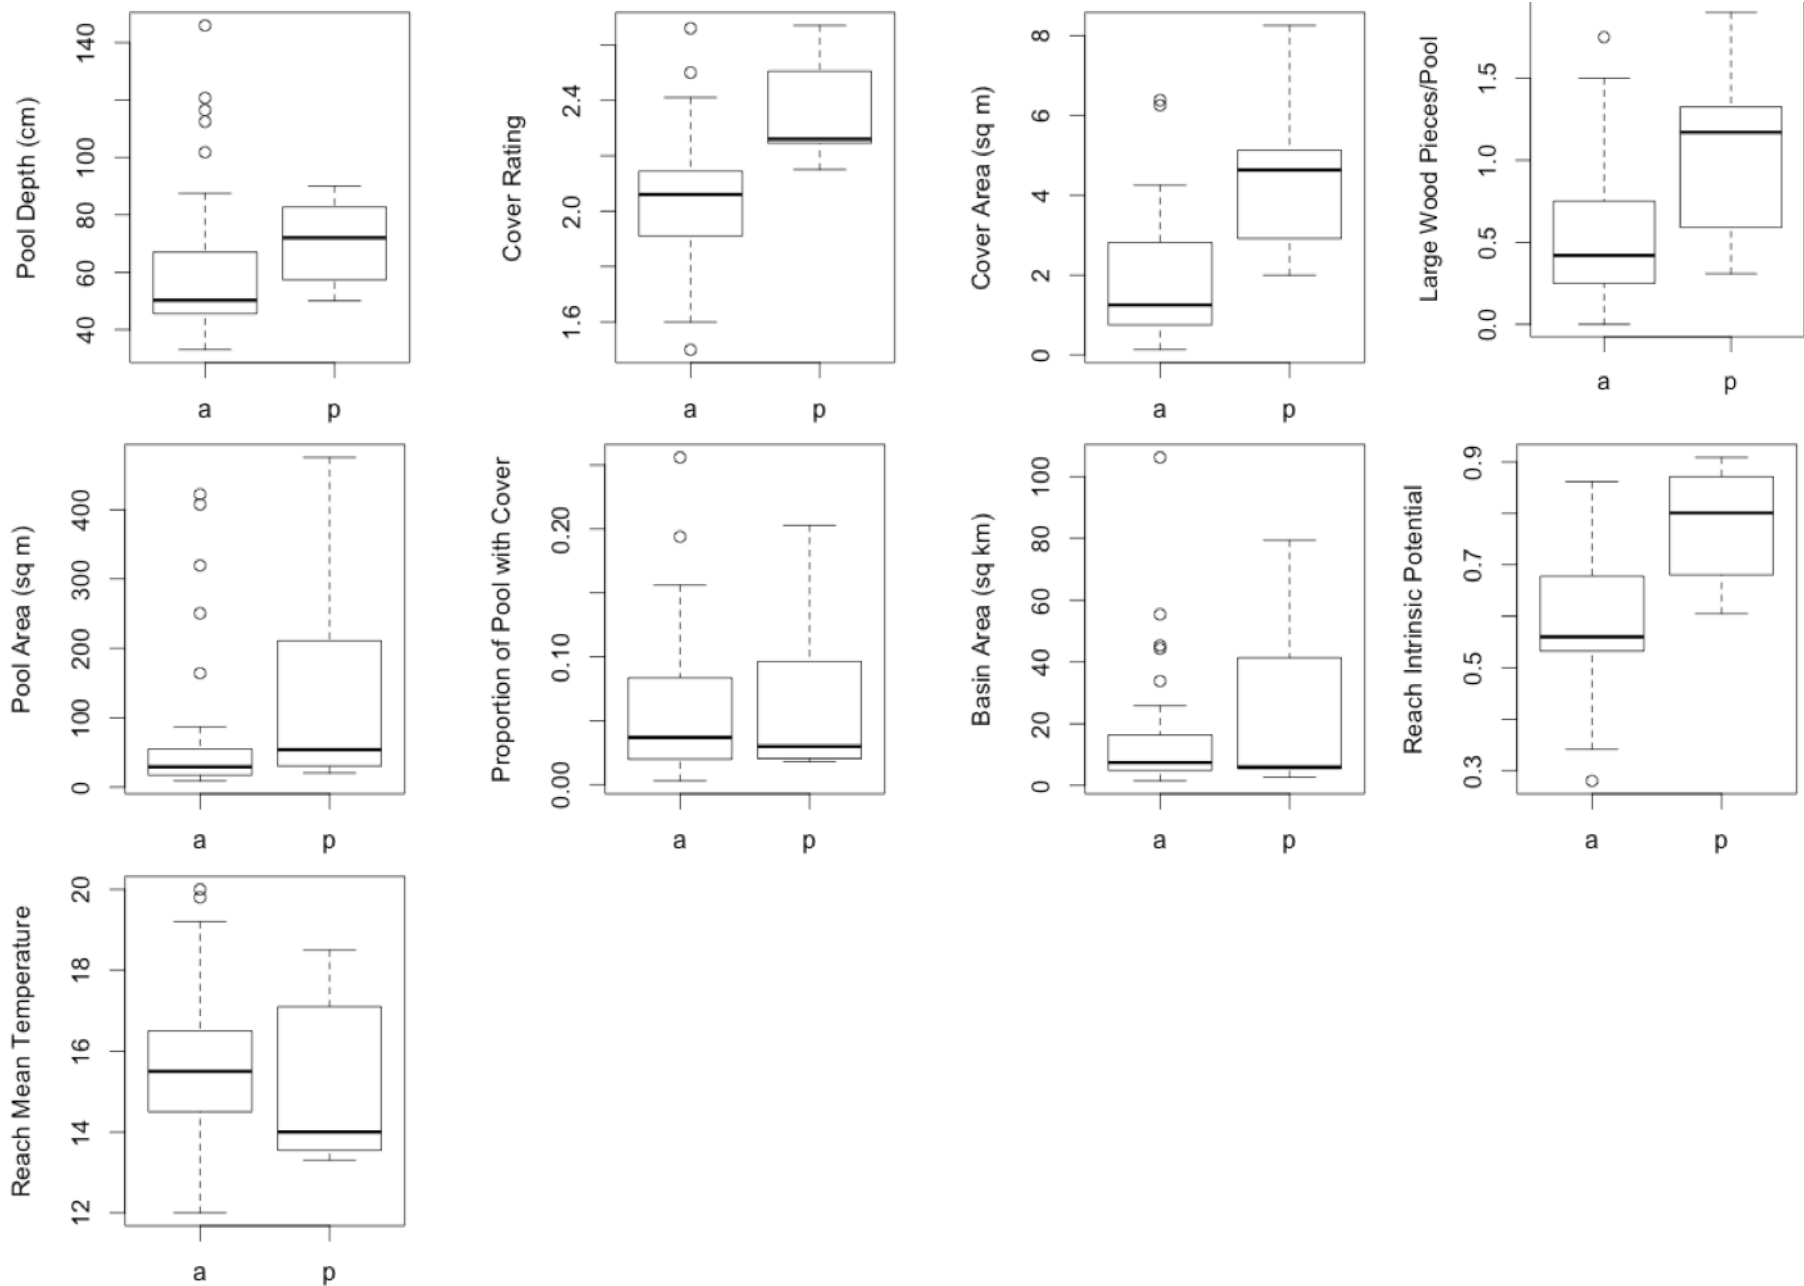 Pool Depth (cm)
140
100
80
60
40
a
p
Cover Rating
2.4
2.0
1.6
a
p
Cover Area (sq m)
8
6
4
2
0
a
p
Large Wood Pieces/Pool
1.5
1.0
0.5
0.0
a
p
Pool Area (sq m)
400
300
200
100
0
a
p
Proportion of Pool with Cover
0.20
0.10
0.00
a
p
Basin Area (sq km)
100
80
60
40
20
0
a
p
Reach Intrinsic Potential
0.9
0.7
0.5
0.3
a
p
Reach Mean Temperature
20
18
16
14
12
a
p